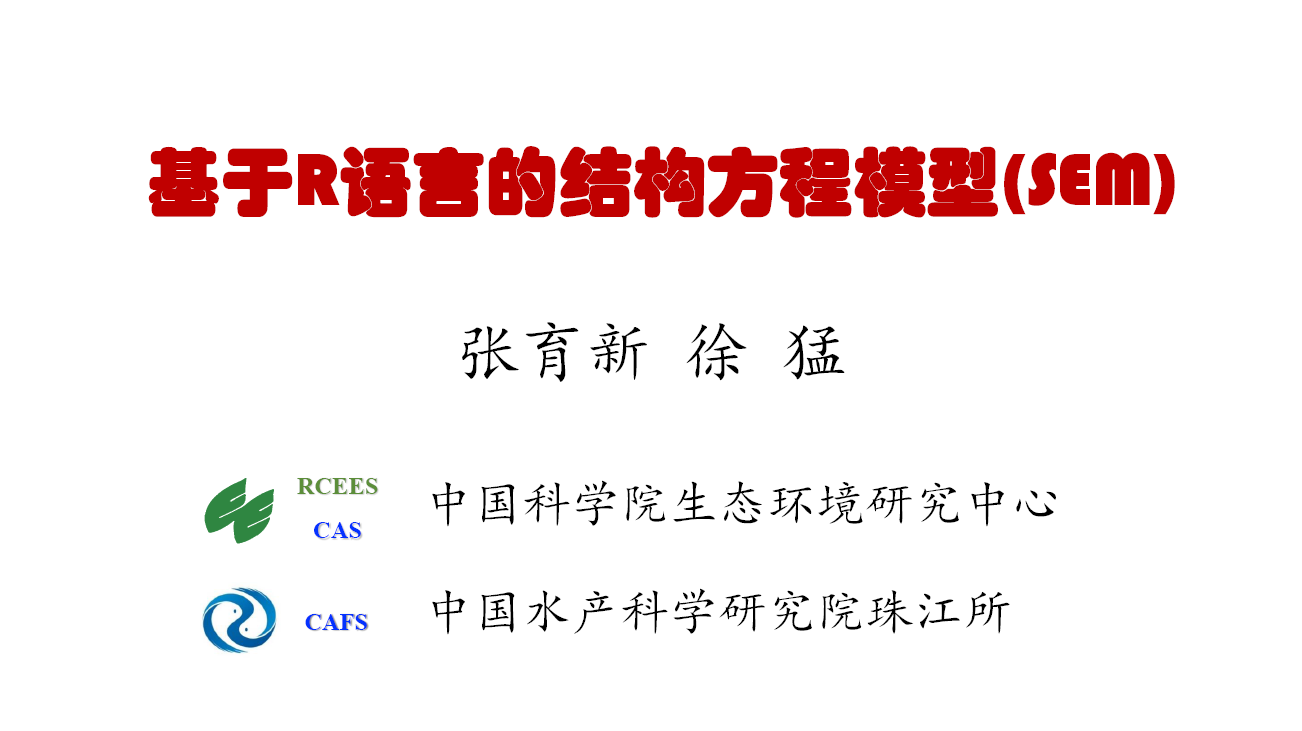 基于R语言的结构方程模型(SEM)
张育新 徐 猛
RCEES
CAS
中国科学院生态环境研究中心
CAFS
中国水产科学研究院珠江所